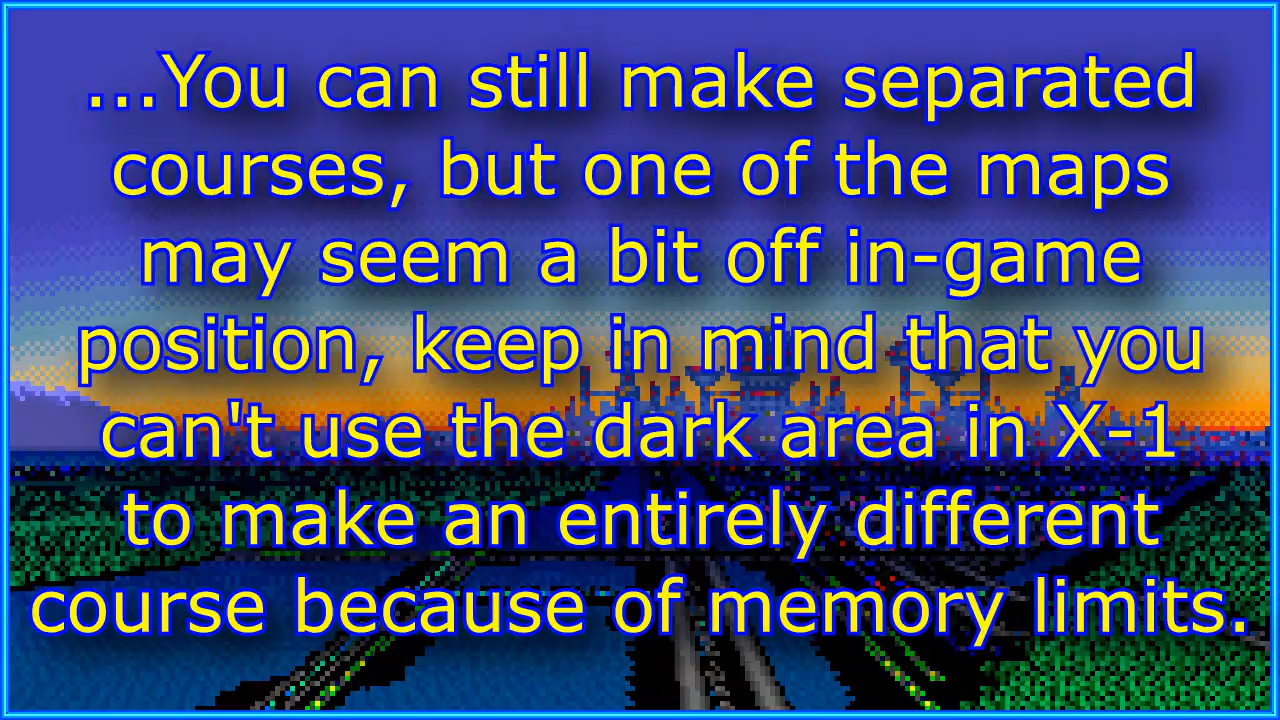 ...You can still make separated
courses, but one of the maps
may seem a bit off in-game
position, keep in mind that you
can't use the dark area in X-1
to make an entirely different
course because of memory limits.